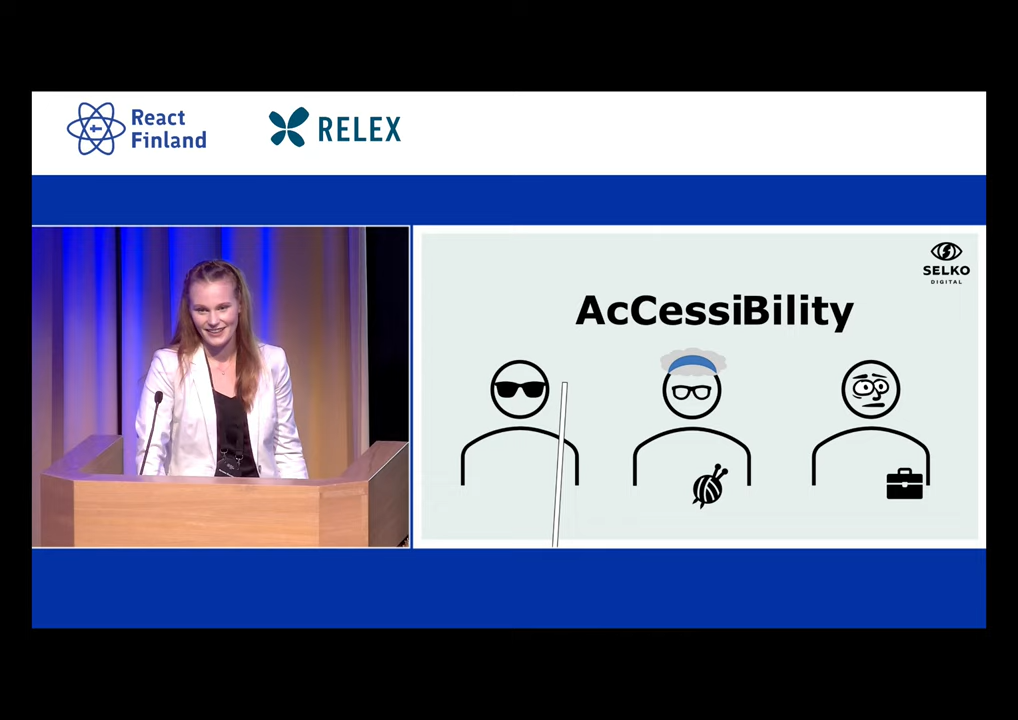 React
Finland
RELEX
SELKO
DIGITAL
AcCessiBility